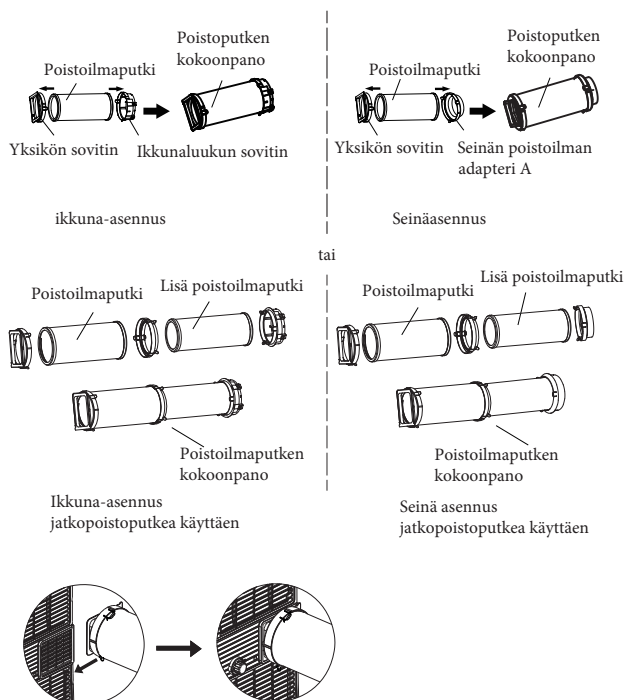 Poistoilmaputki
Poistoputken
kokoonpano
Yksikön sovitin
Ikkunaluukun sovitin
ikkuna-asennus
Poistoilmaputki
Poistoputken
kokoonpano
Yksikön sovitin
Seinän poistoilman
adapteri A
Seinäasennus
tai
Poistoilmaputki
Lisä poistoilmaputki
Poistoilmaputken
kokoonpano
Ikkuna-asennus
jatkopoistoputkea käyttäen
Poistoilmaputki
Lisä poistoilmaputki
Poistoilmaputken
kokoonpano
Seinä asennus
jatkopoistoputkea käyttäen